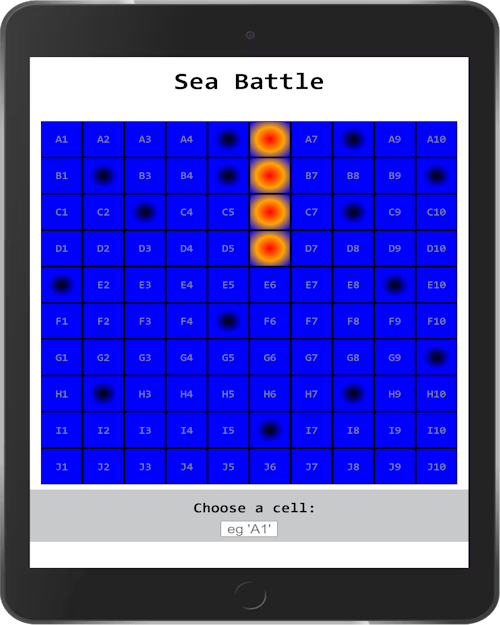 Sea Battle
A1 A2 A3 A4 A7 A9 A10
B1 B3 B4 B7 B8 B9
C1 C2 C4 C5 C7 C9 C10
D1 D2 D3 D4 D5 D7 D8 D9 D10
E2 E3 E4 E5 E6 E7 E8 E10
F1 F2 F3 F4 F6 F7 F8 F9 F10
G1 G2 G3 G4 G5 G6 G7 G8 G9
H1 H3 H4 H5 H6 H7 H9 H10
I1 I2 I3 I4 I5 I7 I8 I9 I10
J1 J2 J3 J4 J5 J6 J7 J8 J9 J10
Choose a cell:
eg 'A1'